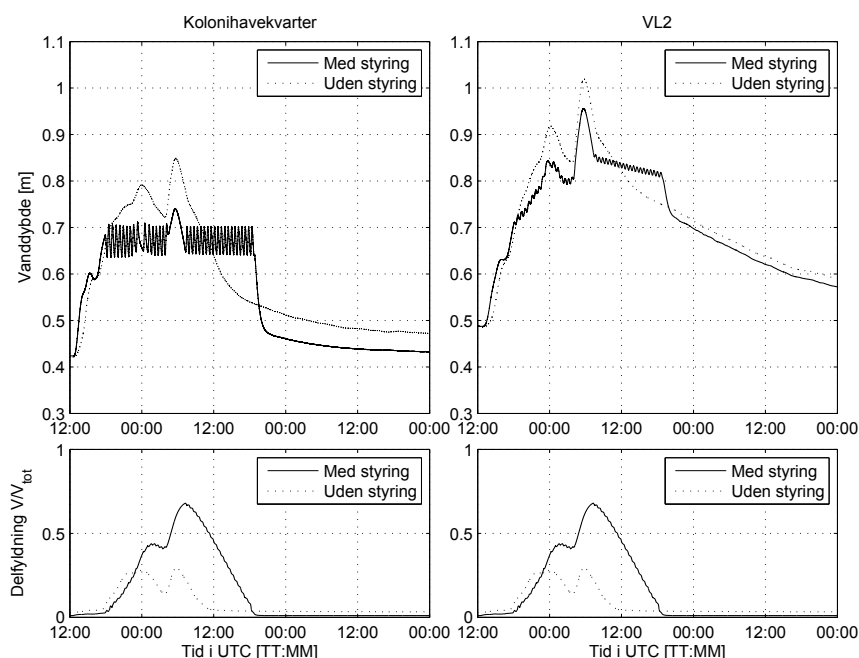 Kolonihavekvarter
VL2
1.1
1
0.9
0.8
0.7
0.6
0.5
0.4
0.3
Vanddybde [m]
Med styring
Uden styring
12:00 00:00 12:00 00:00 12:00 00:00
1.1
1
0.9
0.8
0.7
0.6
0.5
0.4
0.3
Med styring
Uden styring
12:00 00:00 12:00 00:00 12:00 00:00
1
0.5
0
Delfyldning V/V_tot
Med styring
Uden styring
12:00 00:00 12:00 00:00 12:00 00:00
Tid i UTC [TT:MM]
1
0.5
0
Med styring
Uden styring
12:00 00:00 12:00 00:00 12:00 00:00
Tid i UTC [TT:MM]